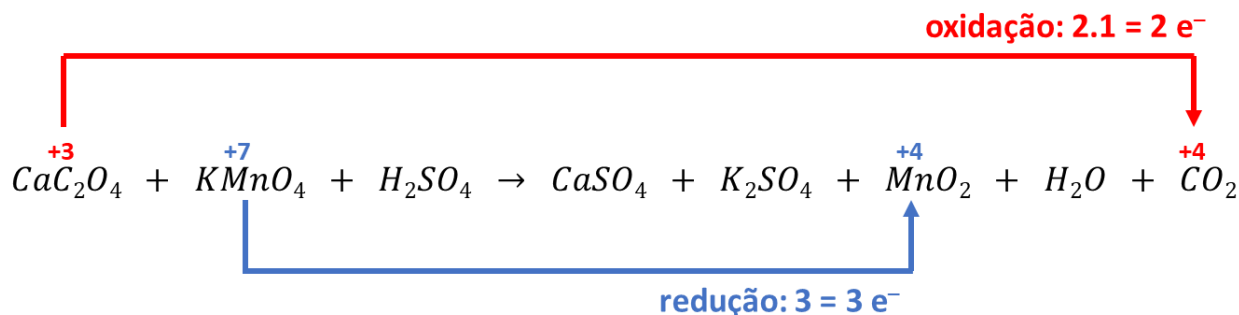 oxidação: 2.1 = 2 e⁻
+3 +7 +4 +4
CaC₂O₄ + KMnO₄ + H₂SO₄ → CaSO₄ + K₂SO₄ + MnO₂ + H₂O + CO₂
redução: 3 = 3 e⁻